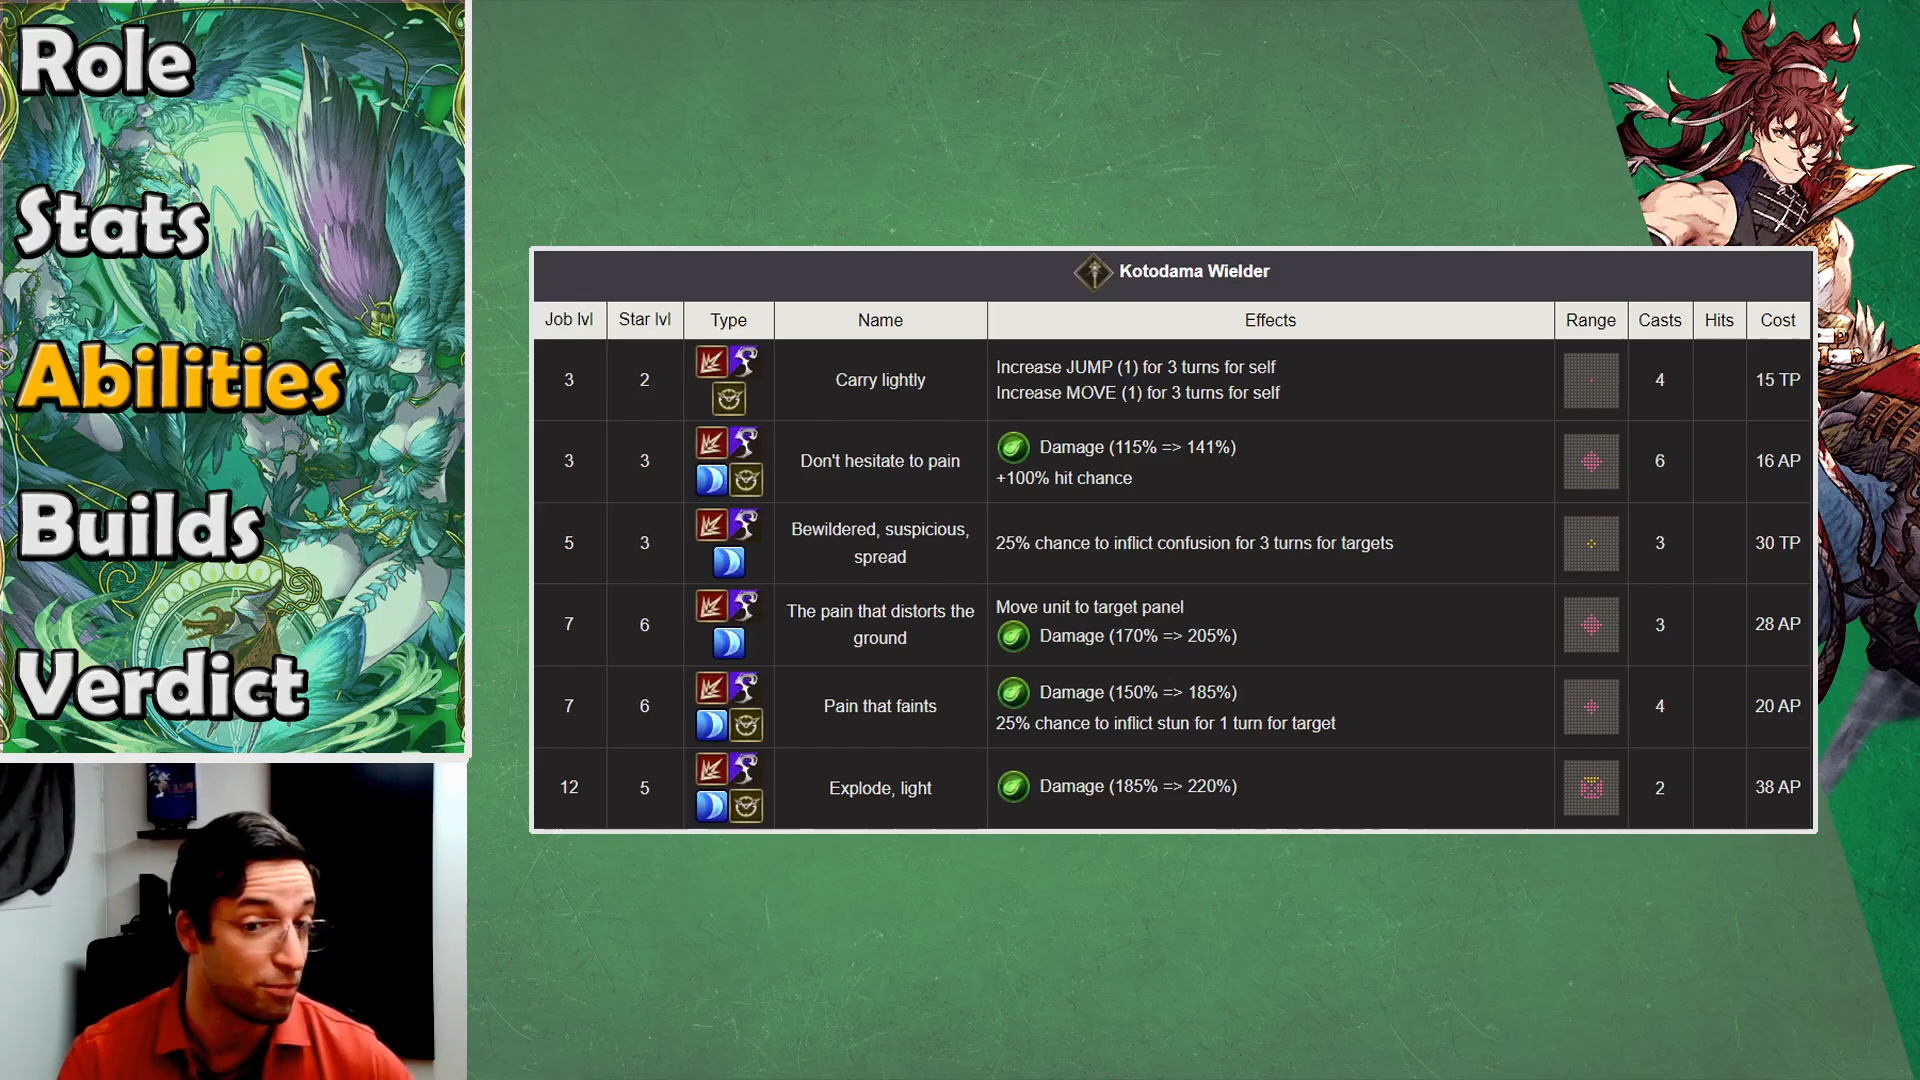 Role
Stats
Abilities
Builds
Verdict
Kotodama Wielder
Job lvl Star lvl Type Name Effects Range Casts Hits Cost
3 2 Carry lightly Increase JUMP (1) for 3 turns for self 4 15 TP
Increase MOVE (1) for 3 turns for self
3 3 Don't hesitate to pain Damage (115% => 141%) 6 16 AP
+100% hit chance
5 3 Bewildered, suspicious, 25% chance to inflict confusion for 3 turns for targets 3 30 TP
spread
7 6 The pain that distorts the Move unit to target panel 3 28 AP
ground Damage (170% => 205%)
7 6 Pain that faints Damage (150% => 185%) 4 20 AP
25% chance to inflict stun for 1 turn for target
12 5 Explode, light Damage (185% => 220%) 2 38 AP